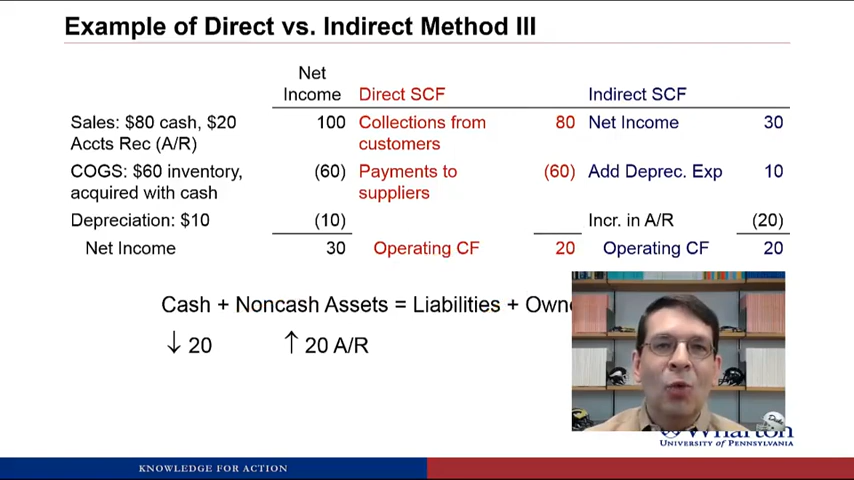 Example of Direct vs. Indirect Method III
Net
Income Direct SCF Indirect SCF
Sales: $80 cash, $20 100 Collections from 80 Net Income 30
Accts Rec (A/R) customers
COGS: $60 inventory, (60) Payments to (60) Add Deprec. Exp 10
acquired with cash suppliers
Depreciation: $10 (10) Incr. in A/R (20)
Net Income 30 Operating CF 20 Operating CF 20
Cash + Noncash Assets = Liabilities + Owne
↓ 20 ↑ 20 A/R
Wharton
UNIVERSITY OF PENNSYLVANIA
KNOWLEDGE FOR ACTION